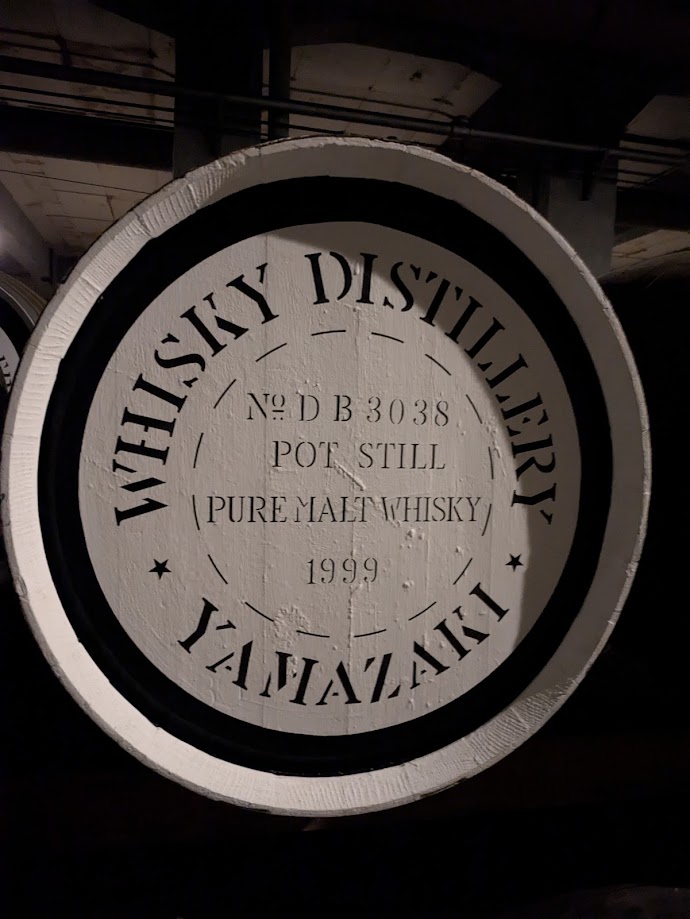 WHISKY DISTILLERY
Nº D B 3038
POT STILL
PURE MALT WHISKY
1999
YAMAZAKI